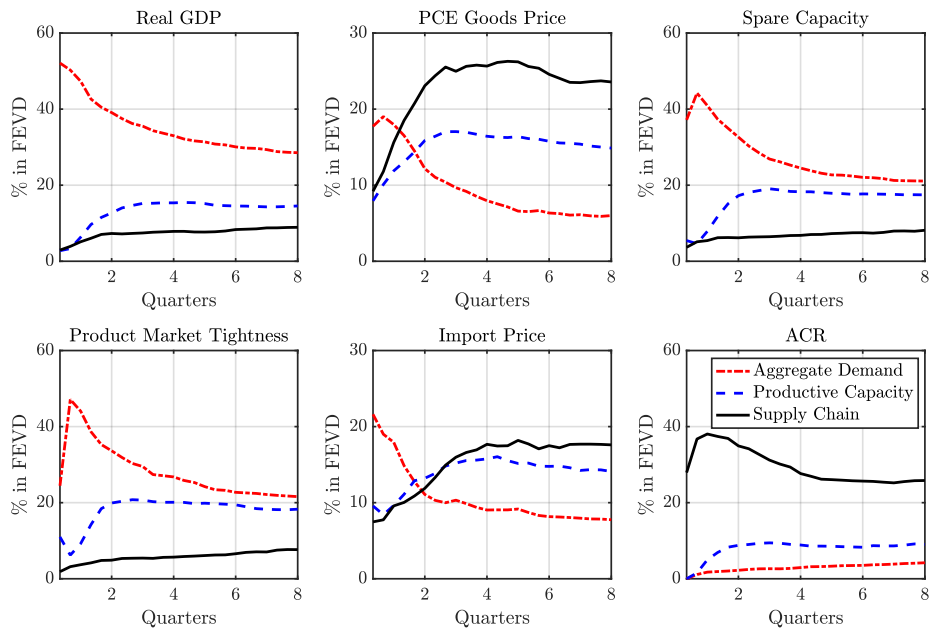 Real GDP
60
40
20
0
% in FEVD
2 4 6 8
Quarters
PCE Goods Price
30
20
10
0
% in FEVD
2 4 6 8
Quarters
Spare Capacity
60
40
20
0
% in FEVD
2 4 6 8
Quarters
Product Market Tightness
60
40
20
0
% in FEVD
2 4 6 8
Quarters
Import Price
30
20
10
0
% in FEVD
2 4 6 8
Quarters
ACR
60
40
20
0
% in FEVD
2 4 6 8
Quarters
Aggregate Demand
Productive Capacity
Supply Chain